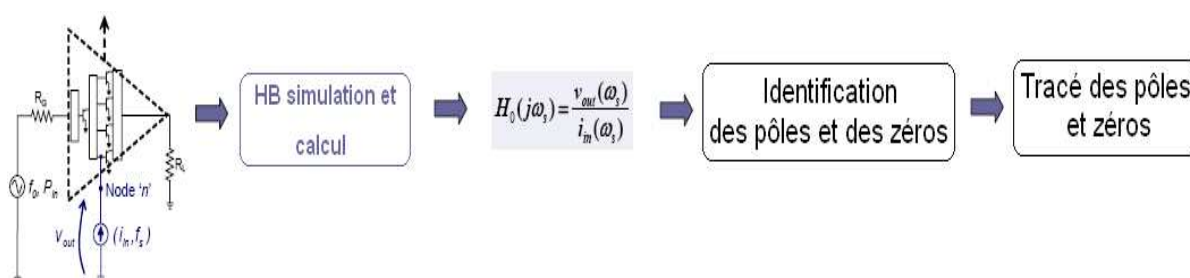 R_G
f_0, P_in
v_out
Node 'n'
(i_in, f_s)
R_L
HB simulation et
calcul
H_0(jω_s) = v_out(ω_s) / i_in(ω_s)
Identification
des pôles et des zéros
Tracé des pôles
et zéros